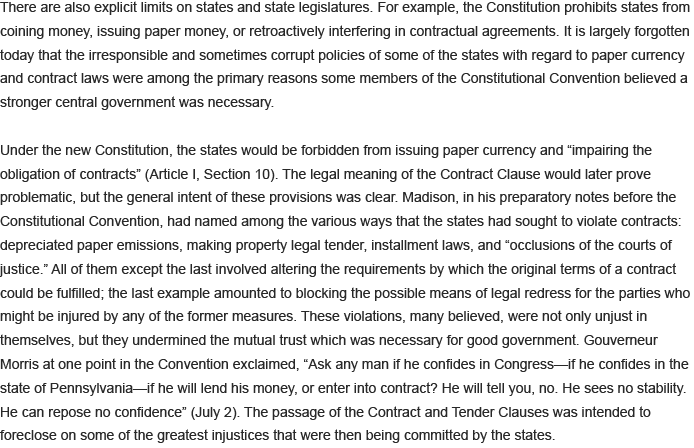 There are also explicit limits on states and state legislatures. For example, the Constitution prohibits states from
coining money, issuing paper money, or retroactively interfering in contractual agreements. It is largely forgotten
today that the irresponsible and sometimes corrupt policies of some of the states with regard to paper currency
and contract laws were among the primary reasons some members of the Constitutional Convention believed a
stronger central government was necessary.

Under the new Constitution, the states would be forbidden from issuing paper currency and “impairing the
obligation of contracts” (Article I, Section 10). The legal meaning of the Contract Clause would later prove
problematic, but the general intent of these provisions was clear. Madison, in his preparatory notes before the
Constitutional Convention, had named among the various ways that the states had sought to violate contracts:
depreciated paper emissions, making property legal tender, installment laws, and “occlusions of the courts of
justice.” All of them except the last involved altering the requirements by which the original terms of a contract
could be fulfilled; the last example amounted to blocking the possible means of legal redress for the parties who
might be injured by any of the former measures. These violations, many believed, were not only unjust in
themselves, but they undermined the mutual trust which was necessary for good government. Gouverneur
Morris at one point in the Convention exclaimed, “Ask any man if he confides in Congress—if he confides in the
state of Pennsylvania—if he will lend his money, or enter into contract? He will tell you, no. He sees no stability.
He can repose no confidence” (July 2). The passage of the Contract and Tender Clauses was intended to
foreclose on some of the greatest injustices that were then being committed by the states.